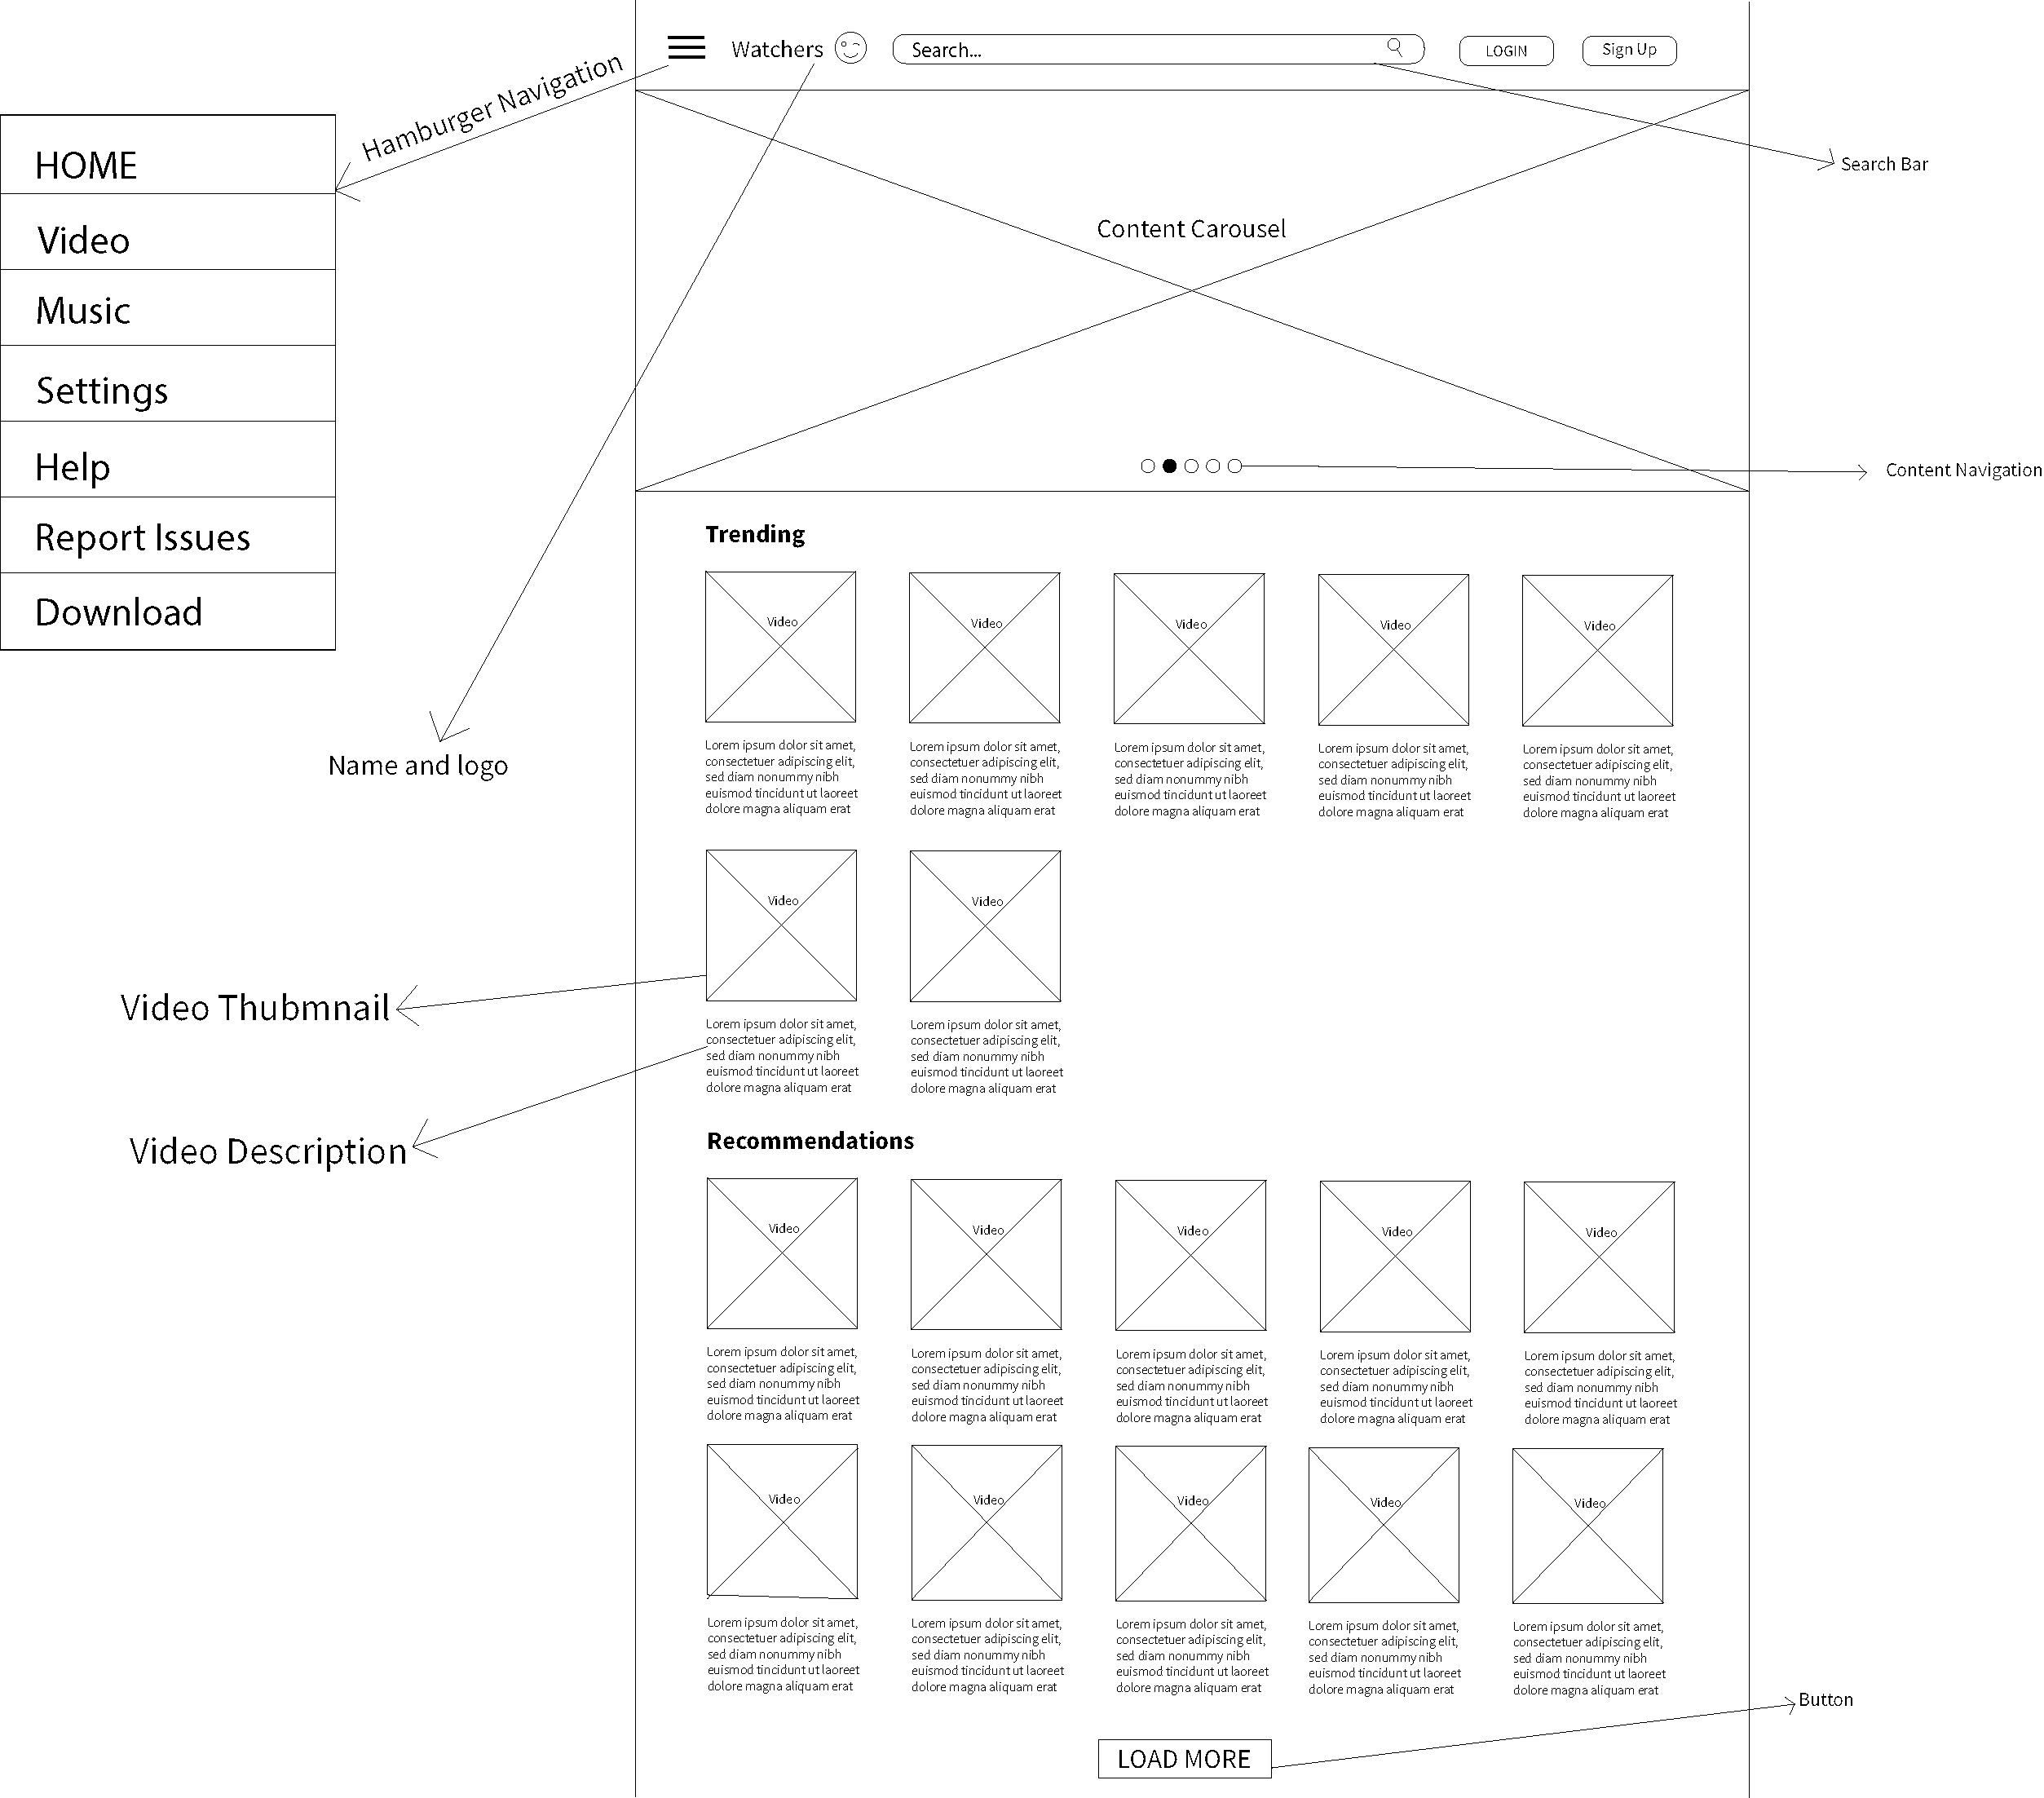 Watchers
Search...
LOGIN
Sign Up
Hamburger Navigation
HOME
Video
Music
Settings
Help
Report Issues
Download
Search Bar
Content Carousel
Content Navigation
Name and logo
Trending
Video
Video
Video
Video
Video
Lorem ipsum dolor sit amet,
consectetuer adipiscing elit,
sed diam nonummy nibh
euismod tincidunt ut laoreet
dolore magna aliquam erat
Lorem ipsum dolor sit amet,
consectetuer adipiscing elit,
sed diam nonummy nibh
euismod tincidunt ut laoreet
dolore magna aliquam erat
Lorem ipsum dolor sit amet,
consectetuer adipiscing elit,
sed diam nonummy nibh
euismod tincidunt ut laoreet
dolore magna aliquam erat
Lorem ipsum dolor sit amet,
consectetuer adipiscing elit,
sed diam nonummy nibh
euismod tincidunt ut laoreet
dolore magna aliquam erat
Lorem ipsum dolor sit amet,
consectetuer adipiscing elit,
sed diam nonummy nibh
euismod tincidunt ut laoreet
dolore magna aliquam erat
Video
Video
Video Thubmnail
Lorem ipsum dolor sit amet,
consectetuer adipiscing elit,
sed diam nonummy nibh
euismod tincidunt ut laoreet
dolore magna aliquam erat
Lorem ipsum dolor sit amet,
consectetuer adipiscing elit,
sed diam nonummy nibh
euismod tincidunt ut laoreet
dolore magna aliquam erat
Video Description
Recommendations
Video
Video
Video
Video
Video
Lorem ipsum dolor sit amet,
consectetuer adipiscing elit,
sed diam nonummy nibh
euismod tincidunt ut laoreet
dolore magna aliquam erat
Lorem ipsum dolor sit amet,
consectetuer adipiscing elit,
sed diam nonummy nibh
euismod tincidunt ut laoreet
dolore magna aliquam erat
Lorem ipsum dolor sit amet,
consectetuer adipiscing elit,
sed diam nonummy nibh
euismod tincidunt ut laoreet
dolore magna aliquam erat
Lorem ipsum dolor sit amet,
consectetuer adipiscing elit,
sed diam nonummy nibh
euismod tincidunt ut laoreet
dolore magna aliquam erat
Lorem ipsum dolor sit amet,
consectetuer adipiscing elit,
sed diam nonummy nibh
euismod tincidunt ut laoreet
dolore magna aliquam erat
Video
Video
Video
Video
Video
Lorem ipsum dolor sit amet,
consectetuer adipiscing elit,
sed diam nonummy nibh
euismod tincidunt ut laoreet
dolore magna aliquam erat
Lorem ipsum dolor sit amet,
consectetuer adipiscing elit,
sed diam nonummy nibh
euismod tincidunt ut laoreet
dolore magna aliquam erat
Lorem ipsum dolor sit amet,
consectetuer adipiscing elit,
sed diam nonummy nibh
euismod tincidunt ut laoreet
dolore magna aliquam erat
Lorem ipsum dolor sit amet,
consectetuer adipiscing elit,
sed diam nonummy nibh
euismod tincidunt ut laoreet
dolore magna aliquam erat
Lorem ipsum dolor sit amet,
consectetuer adipiscing elit,
sed diam nonummy nibh
euismod tincidunt ut laoreet
dolore magna aliquam erat
Button
LOAD MORE